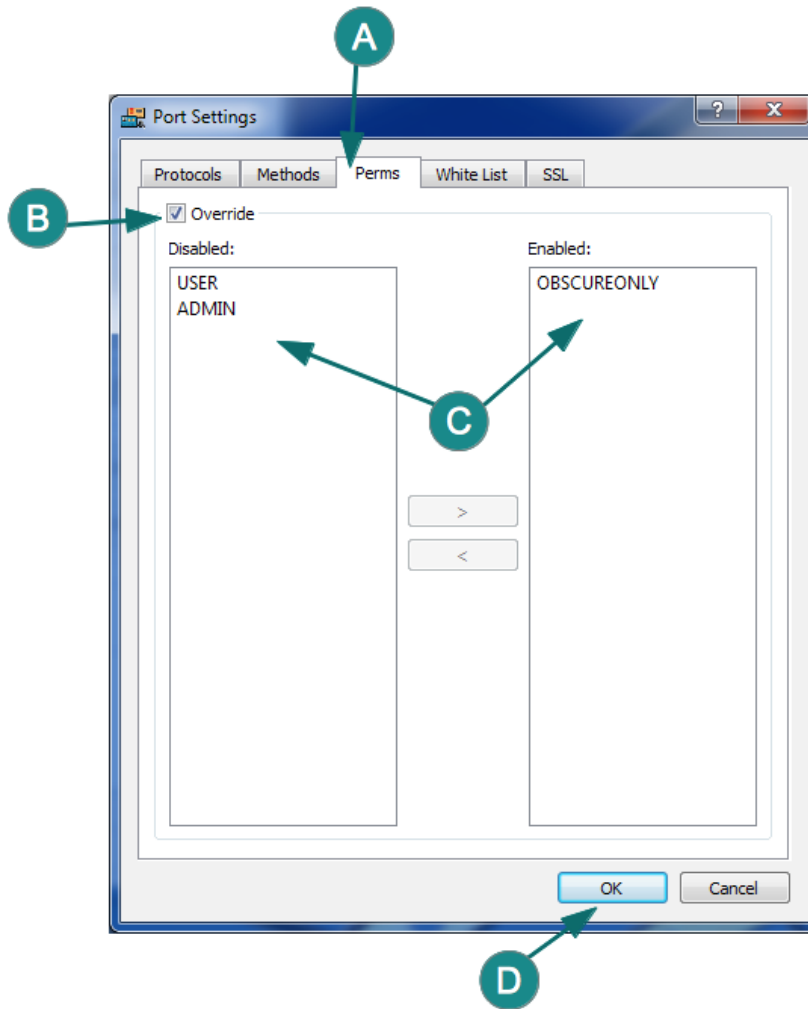 A
Port Settings
? X
Protocols Methods Perms White List SSL
B
Override
Disabled: Enabled:
USER OBSCUREONLY
ADMIN
C
>
<
OK Cancel
D